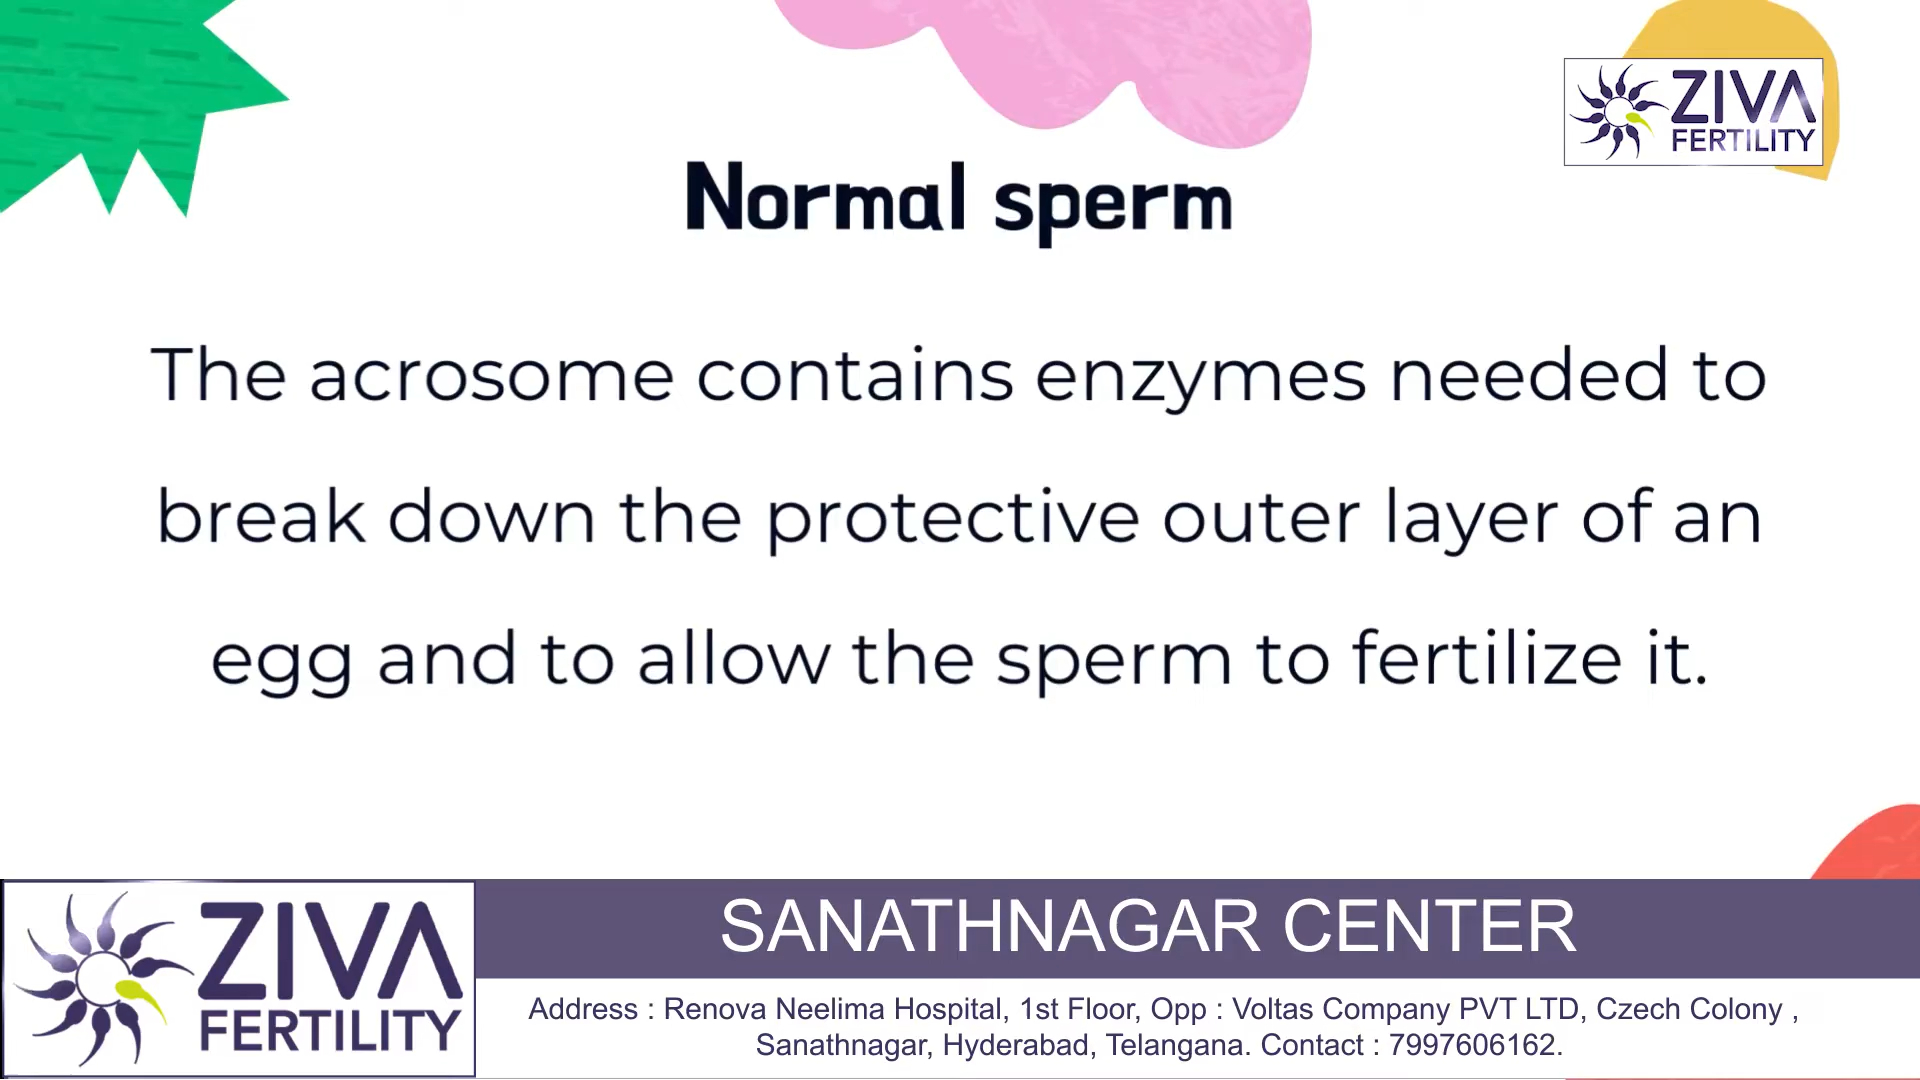 ZIVA
FERTILITY
Normal sperm
The acrosome contains enzymes needed to
break down the protective outer layer of an
egg and to allow the sperm to fertilize it.
ZIVA
FERTILITY
SANATHNAGAR CENTER
Address : Renova Neelima Hospital, 1st Floor, Opp : Voltas Company PVT LTD, Czech Colony ,
Sanathnagar, Hyderabad, Telangana. Contact : 7997606162.